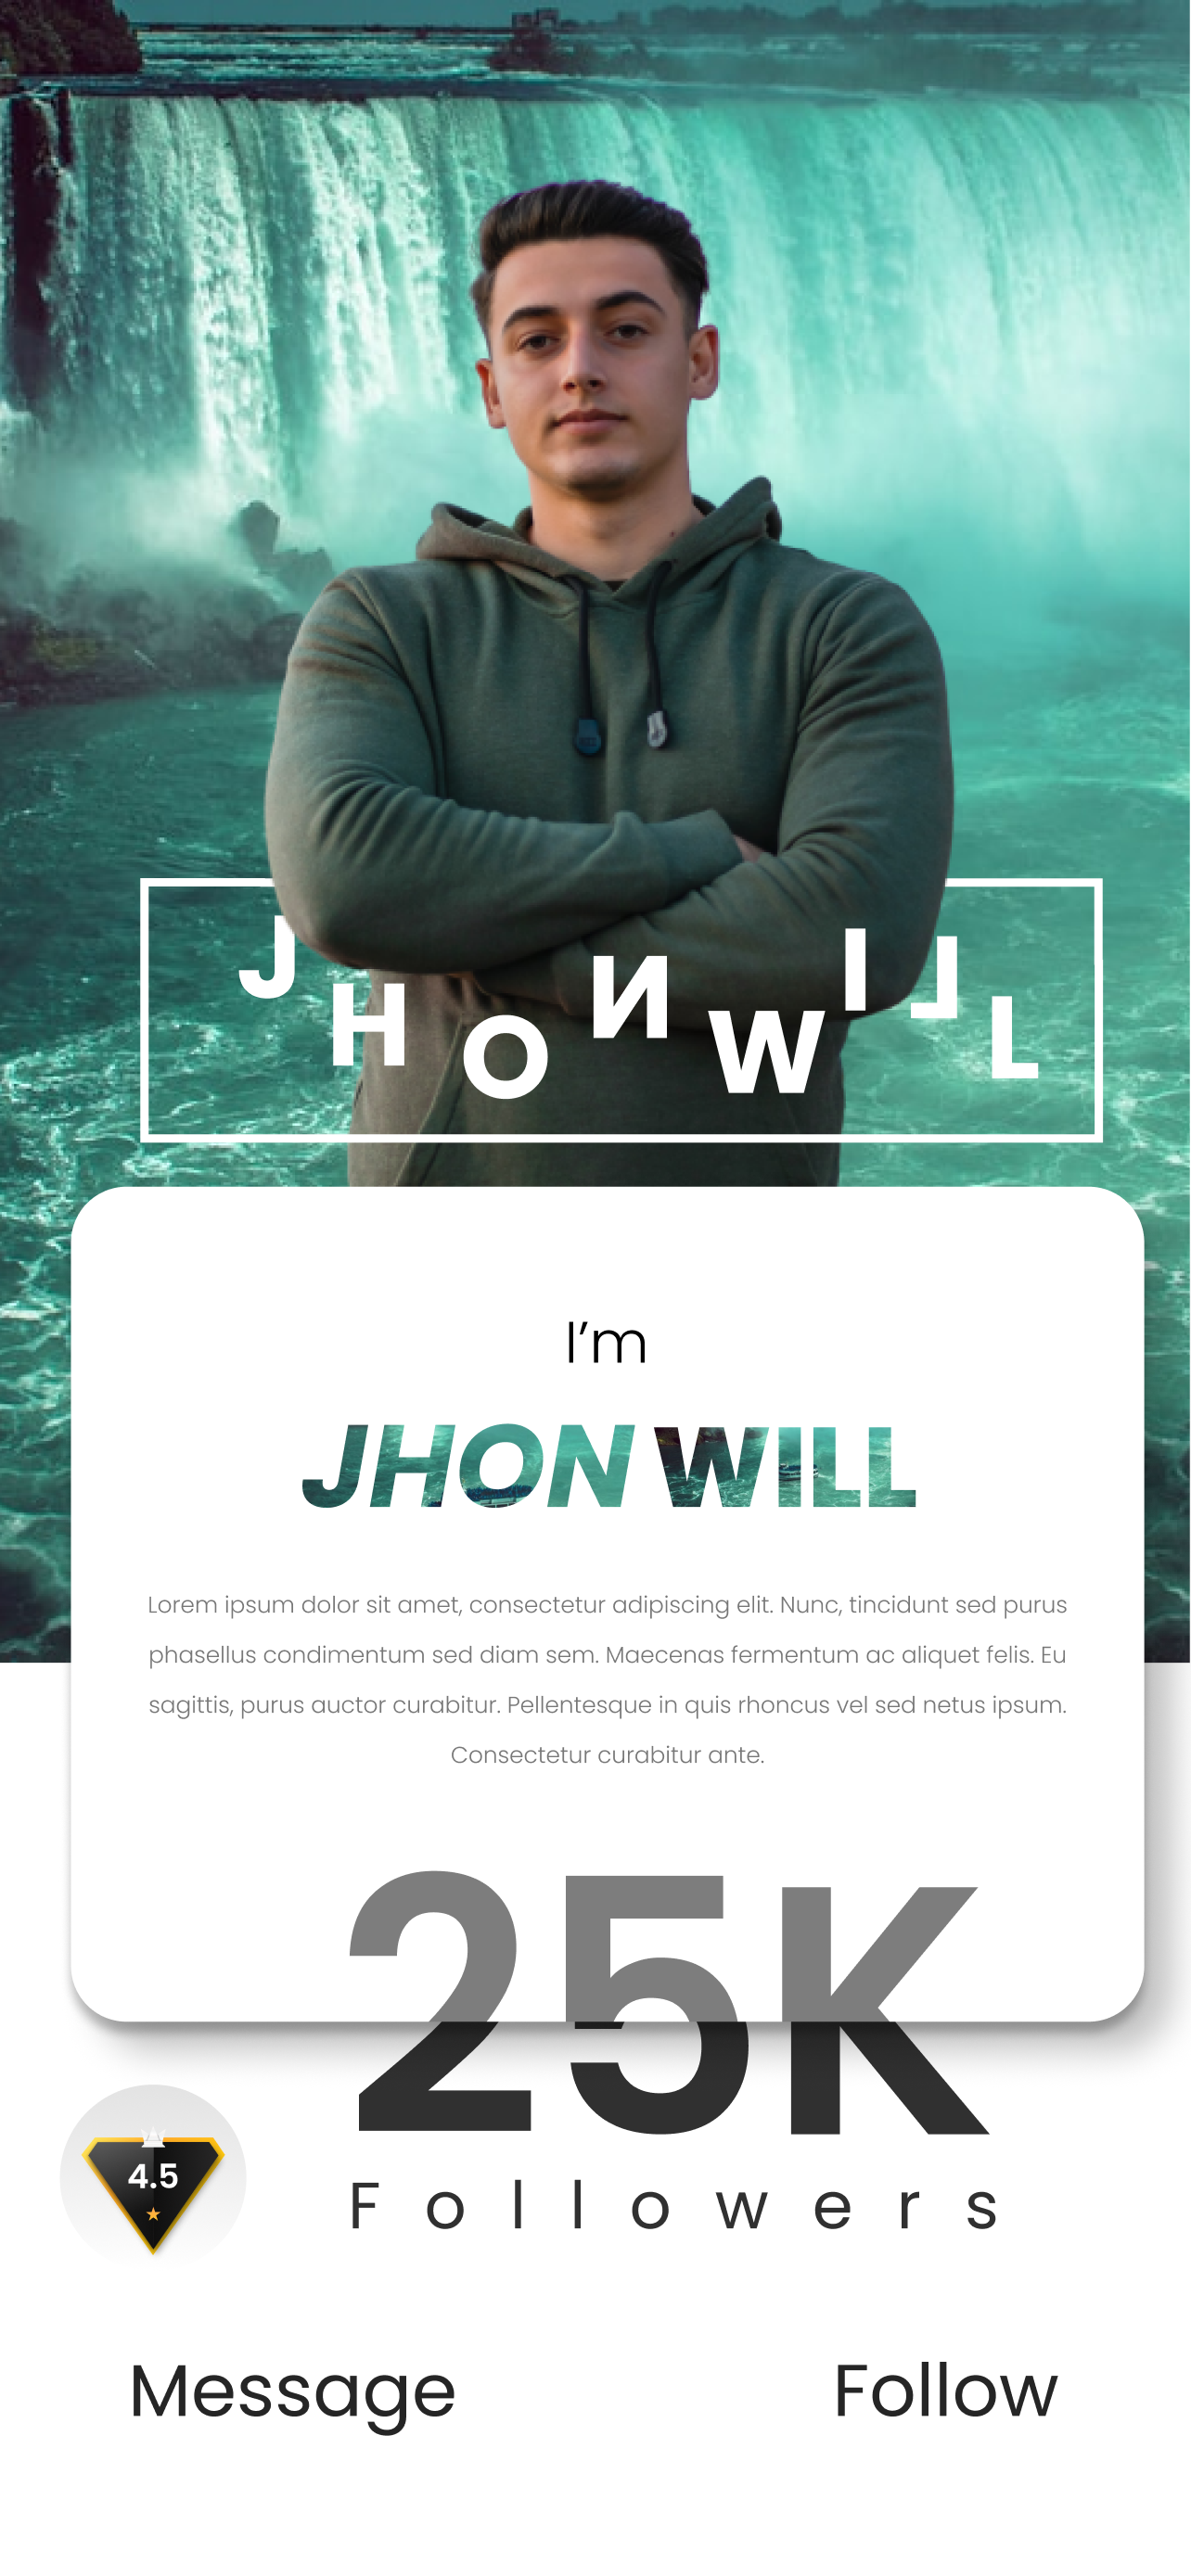 JHON WILL
I’m
JHON WILL
Lorem ipsum dolor sit amet, consectetur adipiscing elit. Nunc, tincidunt sed purus
phasellus condimentum sed diam sem. Maecenas fermentum ac aliquet felis. Eu
sagittis, purus auctor curabitur. Pellentesque in quis rhoncus vel sed netus ipsum.
Consectetur curabitur ante.
25K
4.5
Followers
Message Follow